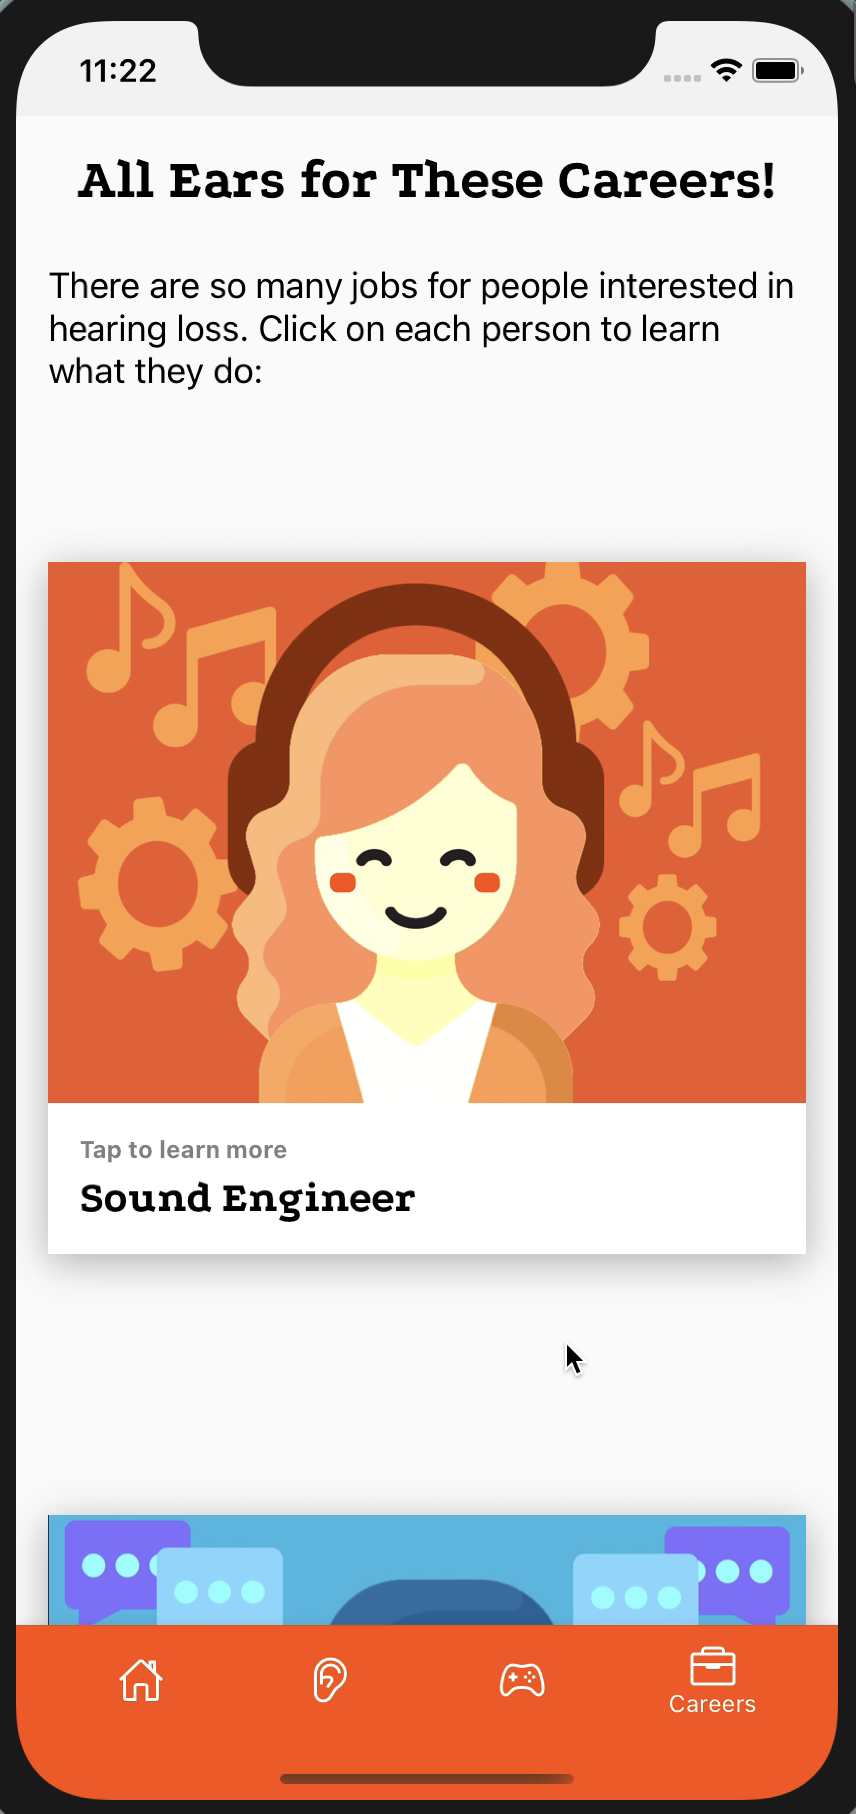 11:22
All Ears for These Careers!
There are so many jobs for people interested in
hearing loss. Click on each person to learn
what they do:
Tap to learn more
Sound Engineer
Careers